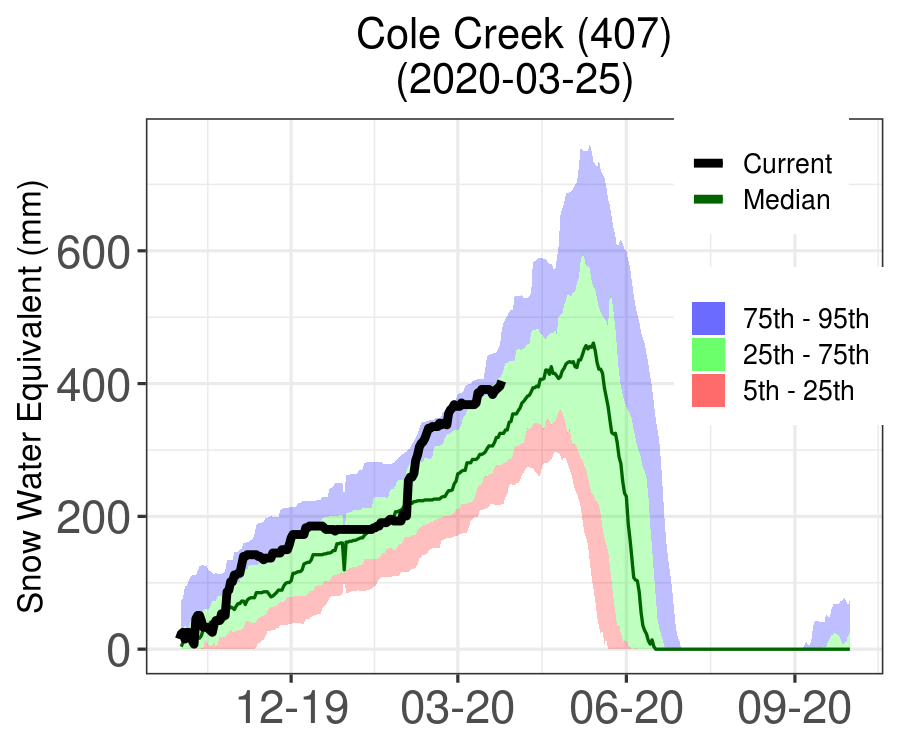 Cole Creek (407)
(2020-03-25)
Snow Water Equivalent (mm)
600
400
200
0
12-19
03-20
06-20
09-20
Current
Median
75th - 95th
25th - 75th
5th - 25th